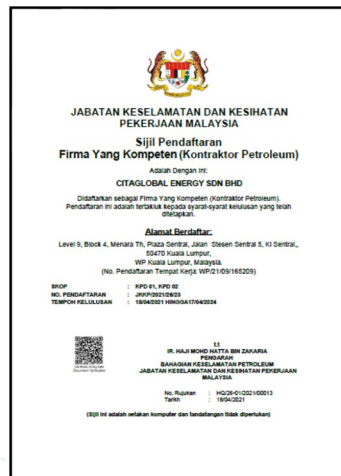 JABATAN KESELAMATAN DAN KESIHATAN
PEKERJAAN MALAYSIA
Sijil Pendaftaran
Firma Yang Kompeten (Kontraktor Petroleum)
Adalah Dengan Ini:
CITAGLOBAL ENERGY SDN BHD
Didaftarkan sebagai Firma Yang Kompeten (Kontraktor Petroleum).
Pendaftaran ini adalah tertakluk kepada syarat-syarat kelulusan yang telah
ditetapkan.
Alamat Berdaftar:
Level 9, Block 4, Menara Th, Plaza Sentral, Jalan Stesen Sentral 5, Kl Sentral,,
50470 Kuala Lumpur,
WP Kuala Lumpur, Malaysia.
(No. Pendaftaran Tempat Kerja: WP/21/09/165209)
SKOP : KPD 01, KPD 02
NO. PENDAFTARAN : JKKP/2021/26/23
TEMPOH KELULUSAN : 18/04/2021 HINGGA17/04/2024
t.t
IR. HAJI MOHD HATTA BIN ZAKARIA
PENGARAH
BAHAGIAN KESELAMATAN PETROLEUM
JABATAN KESELAMATAN DAN KESIHATAN PEKERJAAN
MALAYSIA
No. Rujukan : HQ/26-01/2021/00013
Tarikh : 18/04/2021
(Sijil ini adalah cetakan komputer dan tandatangan tidak diperlukan)